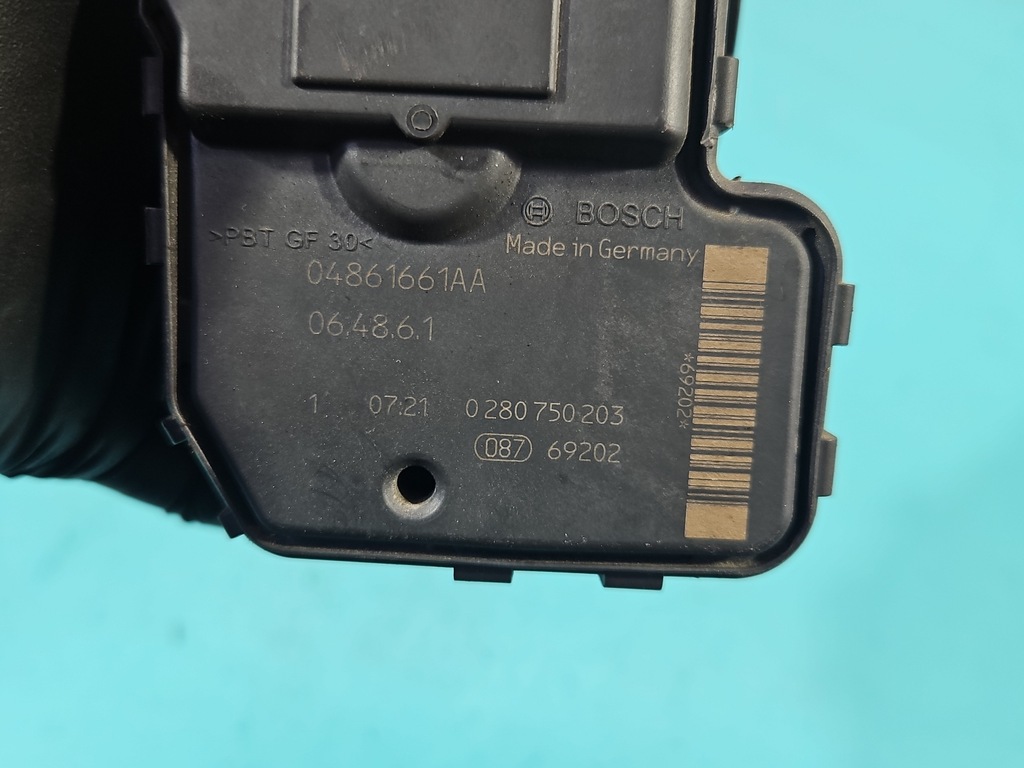 BOSCH
>PBT GF 30<
Made in Germany
04861661AA
06.48.6.1
1 07:21 0 280 750 203
087 69202
*69202*